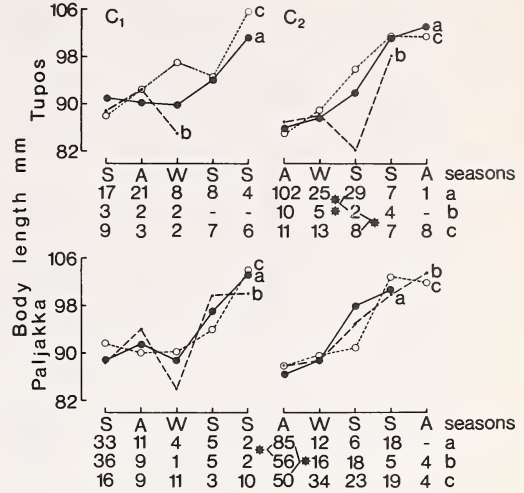 C1 C2
106
98
90
82
Tupos
c
a
b
a
c
b
S A W S S A W S S A seasons
17 21 8 8 4 102 25 29 7 1 a
3 2 2 - - 10 5 2 4 - b
9 3 2 7 6 11 13 8 7 8 c
Body length mm
Paljakka
106
98
90
82
c
a
b
b
c
a
S A W S S A W S S A seasons
33 11 4 5 2 85 12 6 18 - a
36 9 1 5 2 56 16 18 5 4 b
16 9 11 3 10 50 34 23 19 4 c